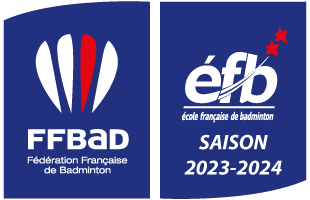 FFBaD
Fédération Française
de Badminton
éfb
école française de badminton
SAISON
2023-2024